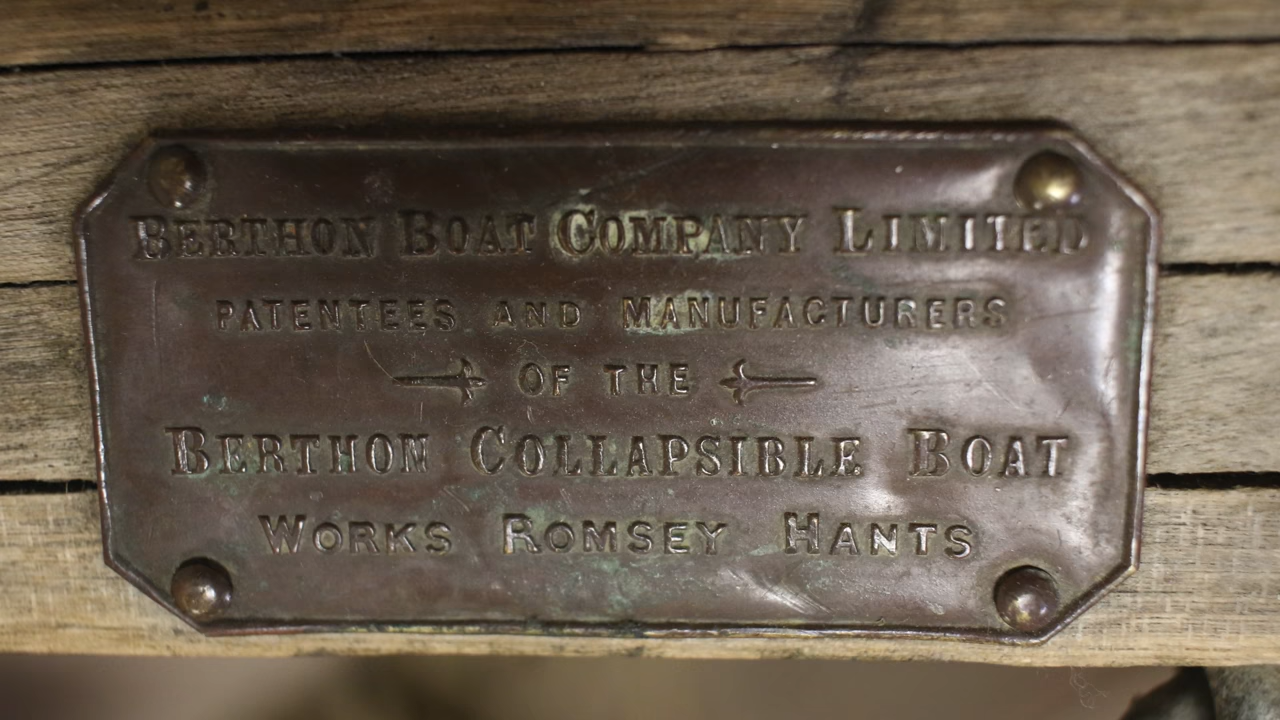 BERTHON BOAT COMPANY LIMITED
PATENTEES AND MANUFACTURERS
OF THE
BERTHON COLLAPSIBLE BOAT
WORKS ROMSEY HANTS